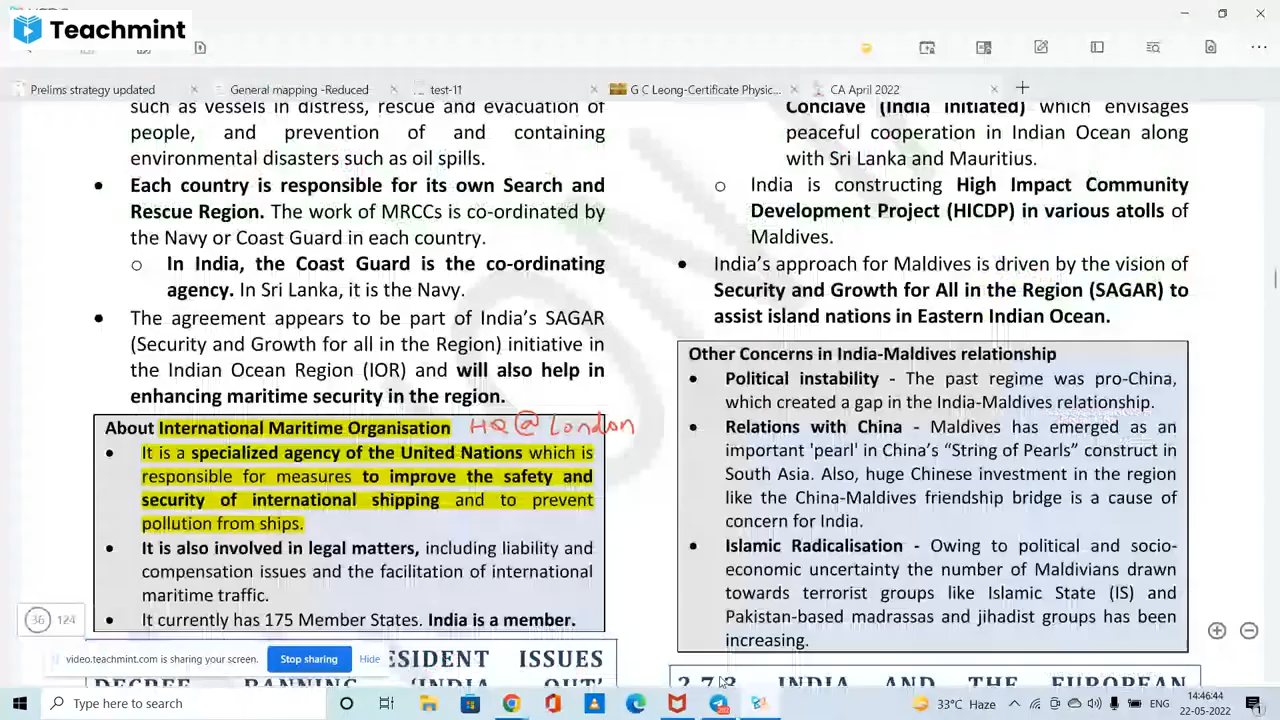 Teachmint
Prelims strategy updated
General mapping -Reduced
test-11
G C Leong-Certificate Physic...
CA April 2022
such as vessels in distress, rescue and evacuation of
people, and prevention of and containing
environmental disasters such as oil spills.
Each country is responsible for its own Search and
Rescue Region. The work of MRCCs is co-ordinated by
the Navy or Coast Guard in each country.
In India, the Coast Guard is the co-ordinating
agency. In Sri Lanka, it is the Navy.
The agreement appears to be part of India's SAGAR
(Security and Growth for all in the Region) initiative in
the Indian Ocean Region (IOR) and will also help in
enhancing maritime security in the region.
About International Maritime Organisation HQ @ London
It is a specialized agency of the United Nations which is
responsible for measures to improve the safety and
security of international shipping and to prevent
pollution from ships.
It is also involved in legal matters, including liability and
compensation issues and the facilitation of international
maritime traffic.
It currently has 175 Member States. India is a member.
ESIDENT ISSUES
DECREE BANNING 'INDIA OUT'
Conclave (India initiated) which envisages
peaceful cooperation in Indian Ocean along
with Sri Lanka and Mauritius.
India is constructing High Impact Community
Development Project (HICDP) in various atolls of
Maldives.
India's approach for Maldives is driven by the vision of
Security and Growth for All in the Region (SAGAR) to
assist island nations in Eastern Indian Ocean.
Other Concerns in India-Maldives relationship
Political instability - The past regime was pro-China,
which created a gap in the India-Maldives relationship.
Relations with China - Maldives has emerged as an
important 'pearl' in China's "String of Pearls" construct in
South Asia. Also, huge Chinese investment in the region
like the China-Maldives friendship bridge is a cause of
concern for India.
Islamic Radicalisation - Owing to political and socio-
economic uncertainty the number of Maldivians drawn
towards terrorist groups like Islamic State (IS) and
Pakistan-based madrassas and jihadist groups has been
increasing.
INDIA AND THE EUROPEAN
36 124
video.teachmint.com is sharing your screen. Stop sharing Hide
Type here to search
33°C Haze
ENG
14:46:44
22-05-2022